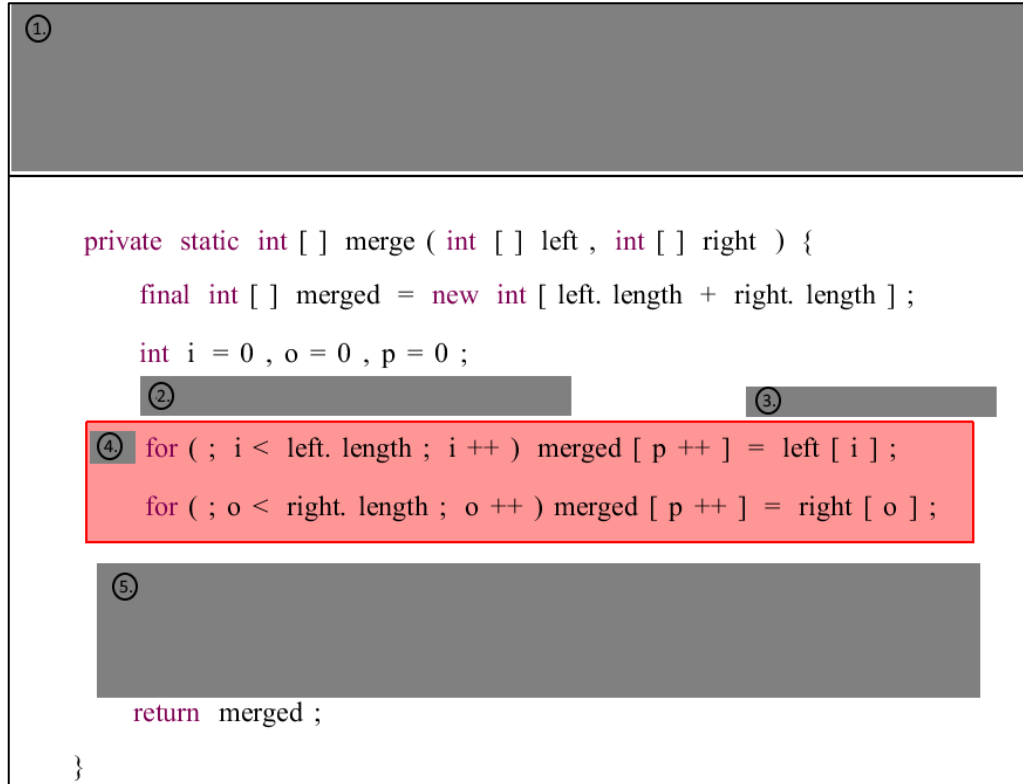 1.
private static int [ ] merge ( int [ ] left , int [ ] right ) {
final int [ ] merged = new int [ left. length + right. length ] ;
int i = 0 , o = 0 , p = 0 ;
2. 3.
4. for ( ; i < left. length ; i ++ ) merged [ p ++ ] = left [ i ] ;
for ( ; o < right. length ; o ++ ) merged [ p ++ ] = right [ o ] ;
5.
return merged ;
}